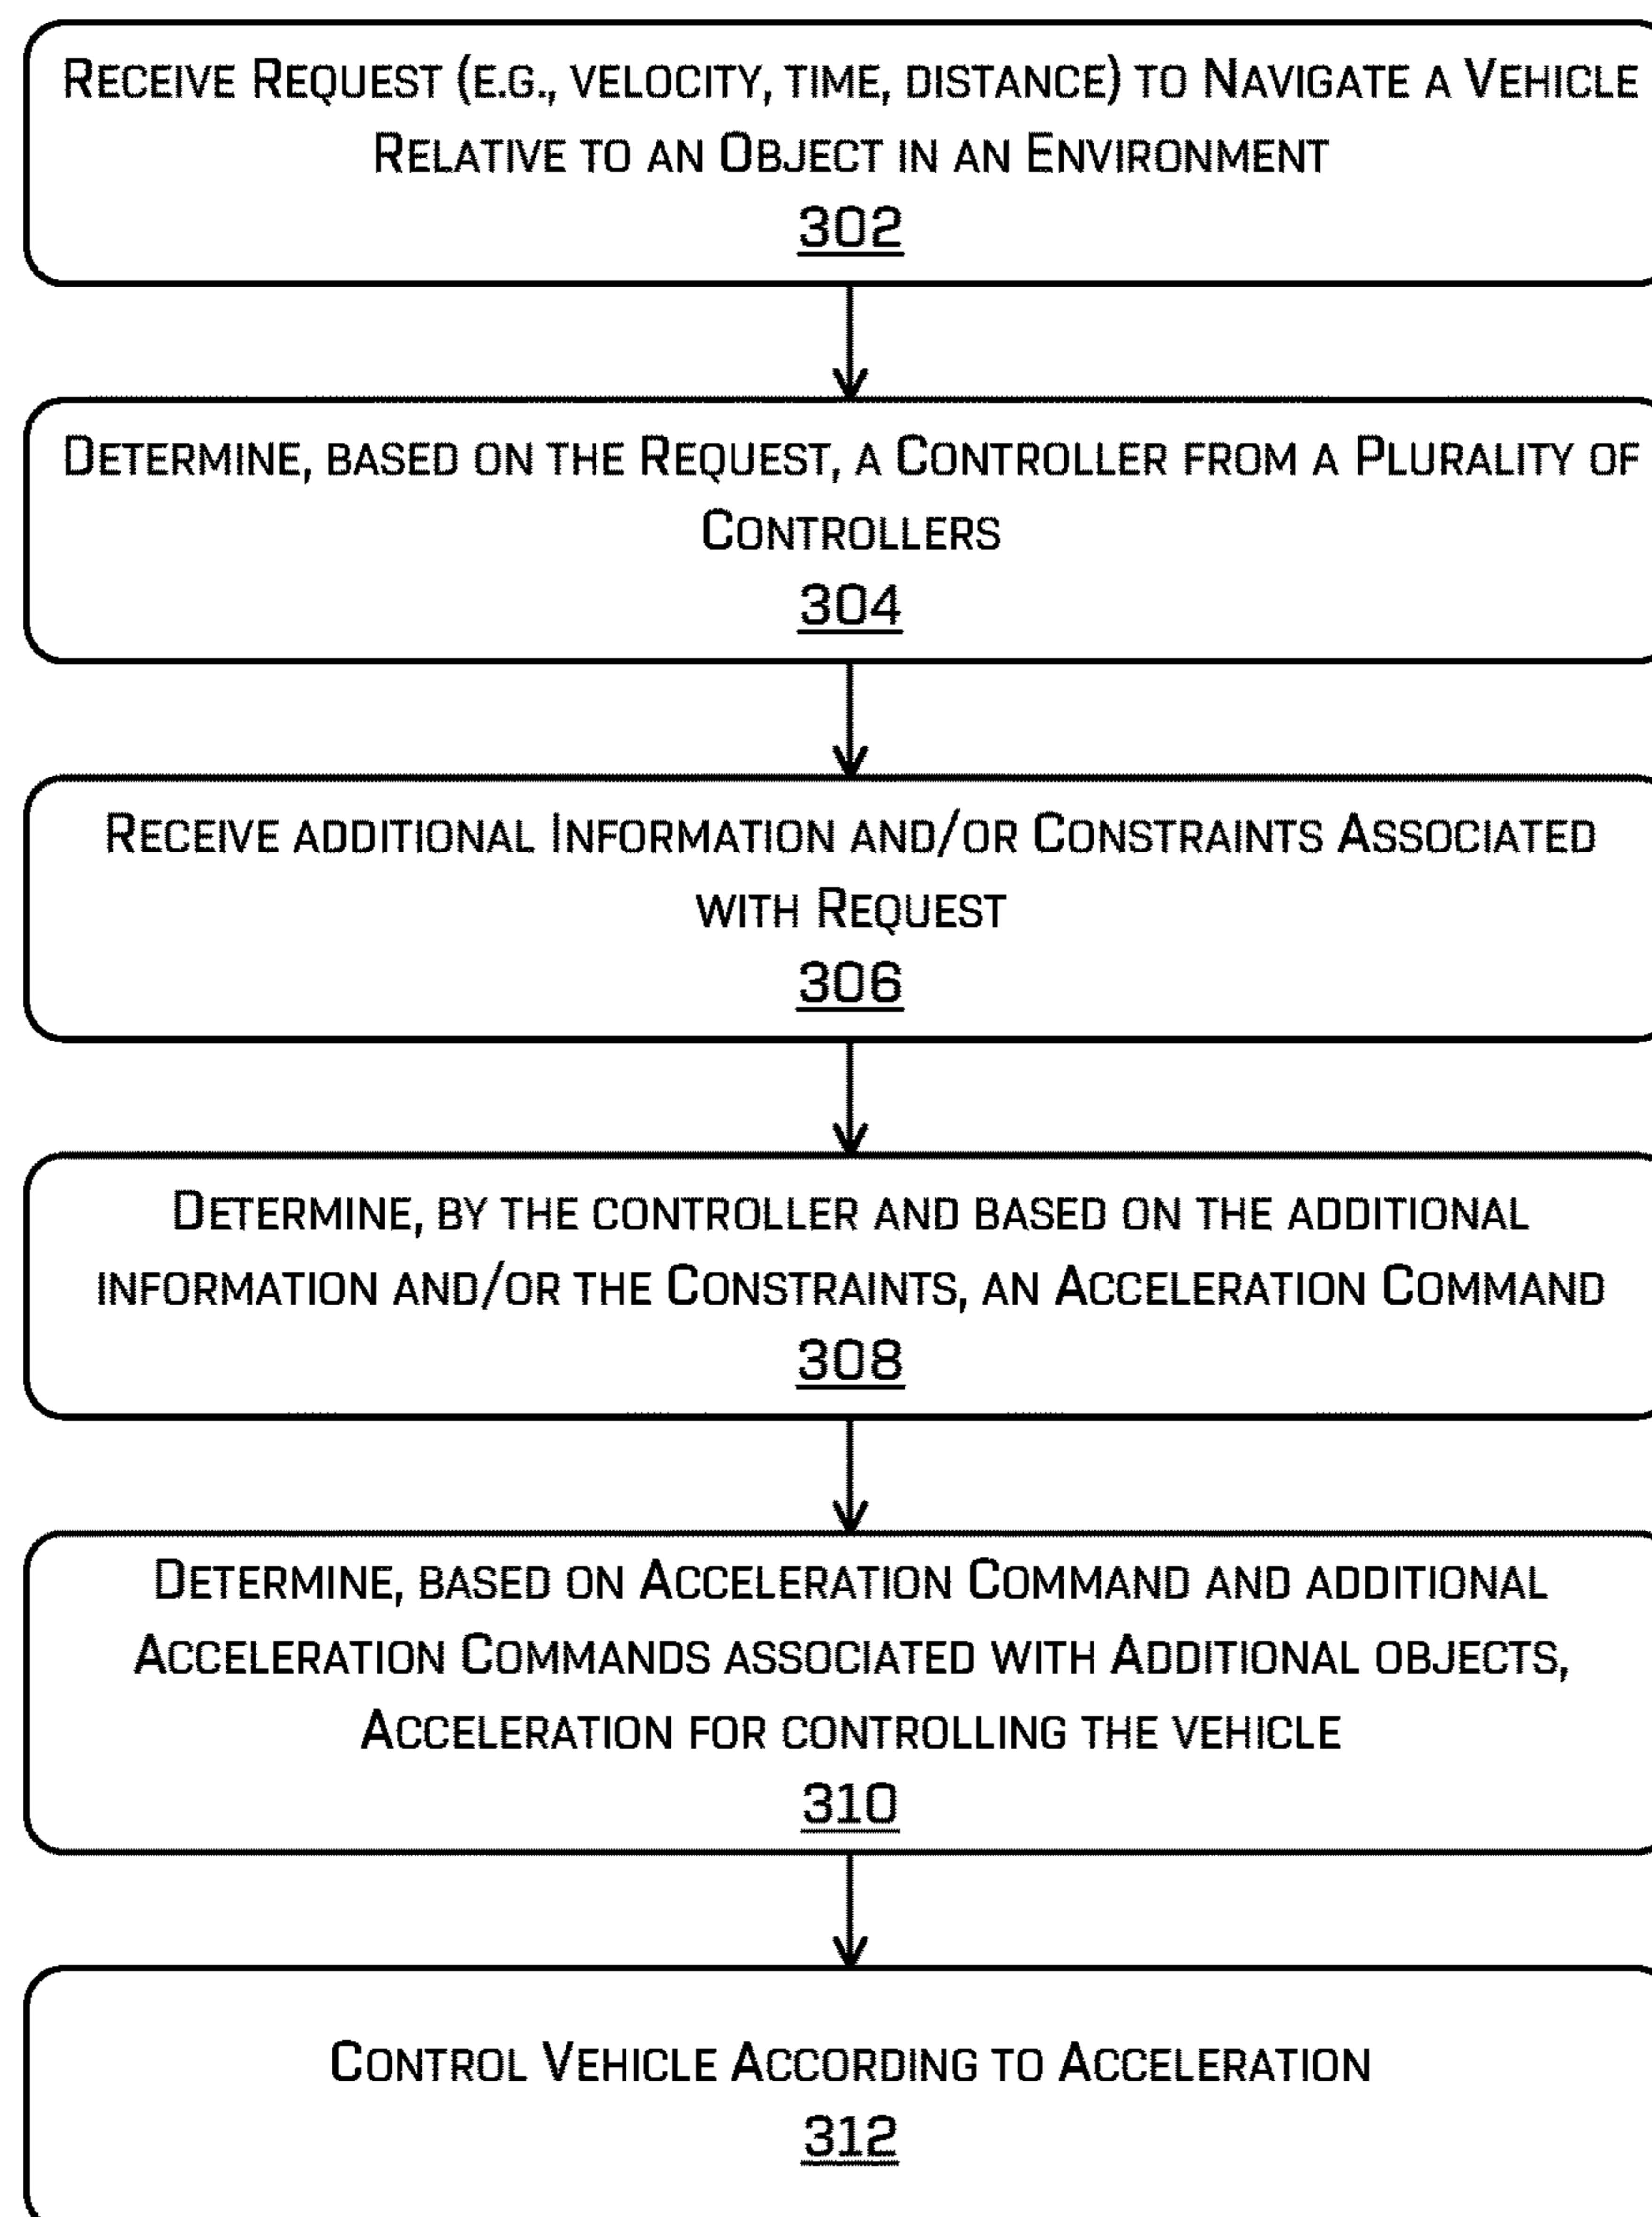 RECEIVE REQUEST (E.G., VELOCITY, TIME, DISTANCE) TO NAVIGATE A VEHICLE
RELATIVE TO AN OBJECT IN AN ENVIRONMENT
302
DETERMINE, BASED ON THE REQUEST, A CONTROLLER FROM A PLURALITY OF
CONTROLLERS
304
RECEIVE ADDITIONAL INFORMATION AND/OR CONSTRAINTS ASSOCIATED
WITH REQUEST
306
DETERMINE, BY THE CONTROLLER AND BASED ON THE ADDITIONAL
INFORMATION AND/OR THE CONSTRAINTS, AN ACCELERATION COMMAND
308
DETERMINE, BASED ON ACCELERATION COMMAND AND ADDITIONAL
ACCELERATION COMMANDS ASSOCIATED WITH ADDITIONAL OBJECTS,
ACCELERATION FOR CONTROLLING THE VEHICLE
310
CONTROL VEHICLE ACCORDING TO ACCELERATION
312